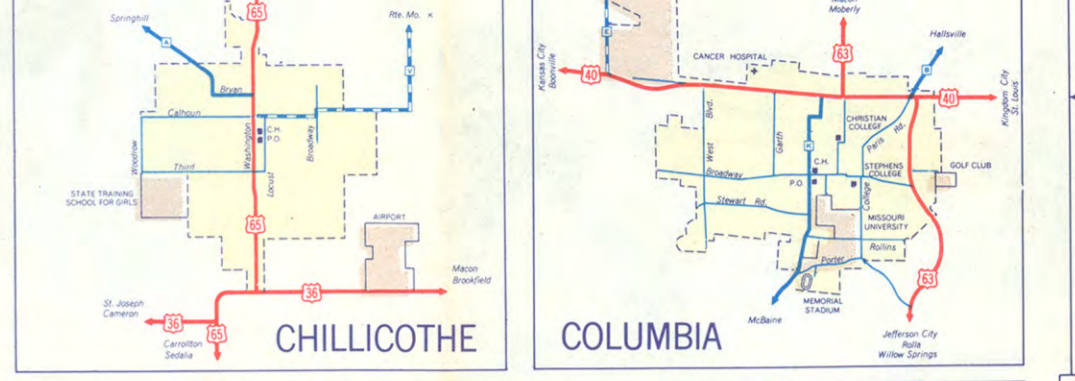 65
Springhill
Rte. Mo. K
A
V
Bryan
Calhoun
Washington
C.H.
P.O.
Broadway
Woodrow
Third
Locust
STATE TRAINING
SCHOOL FOR GIRLS
65
AIRPORT
Macon
Brookfield
36
St. Joseph
Cameron
36
65
Carrollton
Sedalia
CHILLICOTHE
Macon
Moberly
E
63
Hallsville
CANCER HOSPITAL
B
Kansas City
Boonville
40
40
Kingdom City
St. Louis
West Blvd.
Garth
K
CHRISTIAN
COLLEGE
Paris Rd.
C.H.
STEPHENS
COLLEGE
GOLF CLUB
Broadway
P.O.
College
Stewart Rd.
MISSOURI
UNIVERSITY
Rollins
Porter
63
MEMORIAL
STADIUM
McBaine
Jefferson City
Rolla
Willow Springs
COLUMBIA